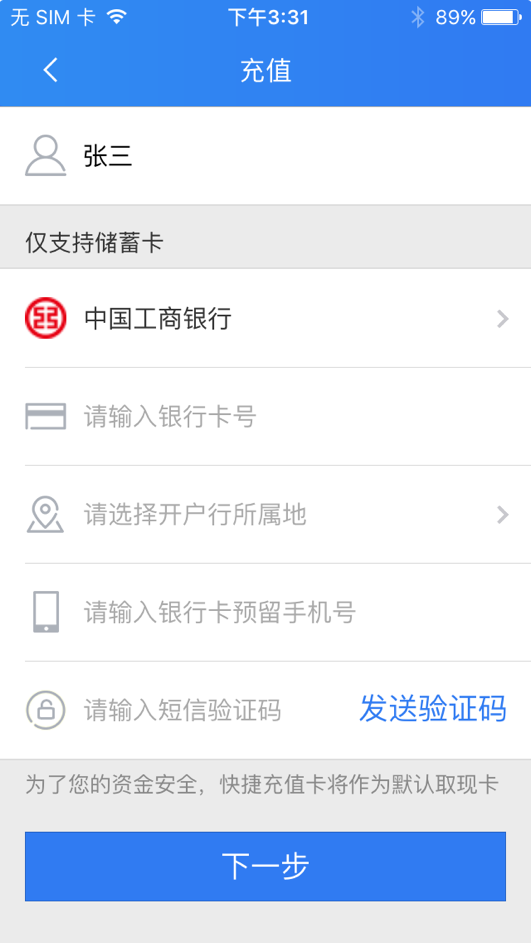 无 SIM 卡 下午3:31 89%
充值
张三
仅支持储蓄卡
中国工商银行
请输入银行卡号
请选择开户行所属地
请输入银行卡预留手机号
请输入短信验证码 发送验证码
为了您的资金安全，快捷充值卡将作为默认取现卡
下一步